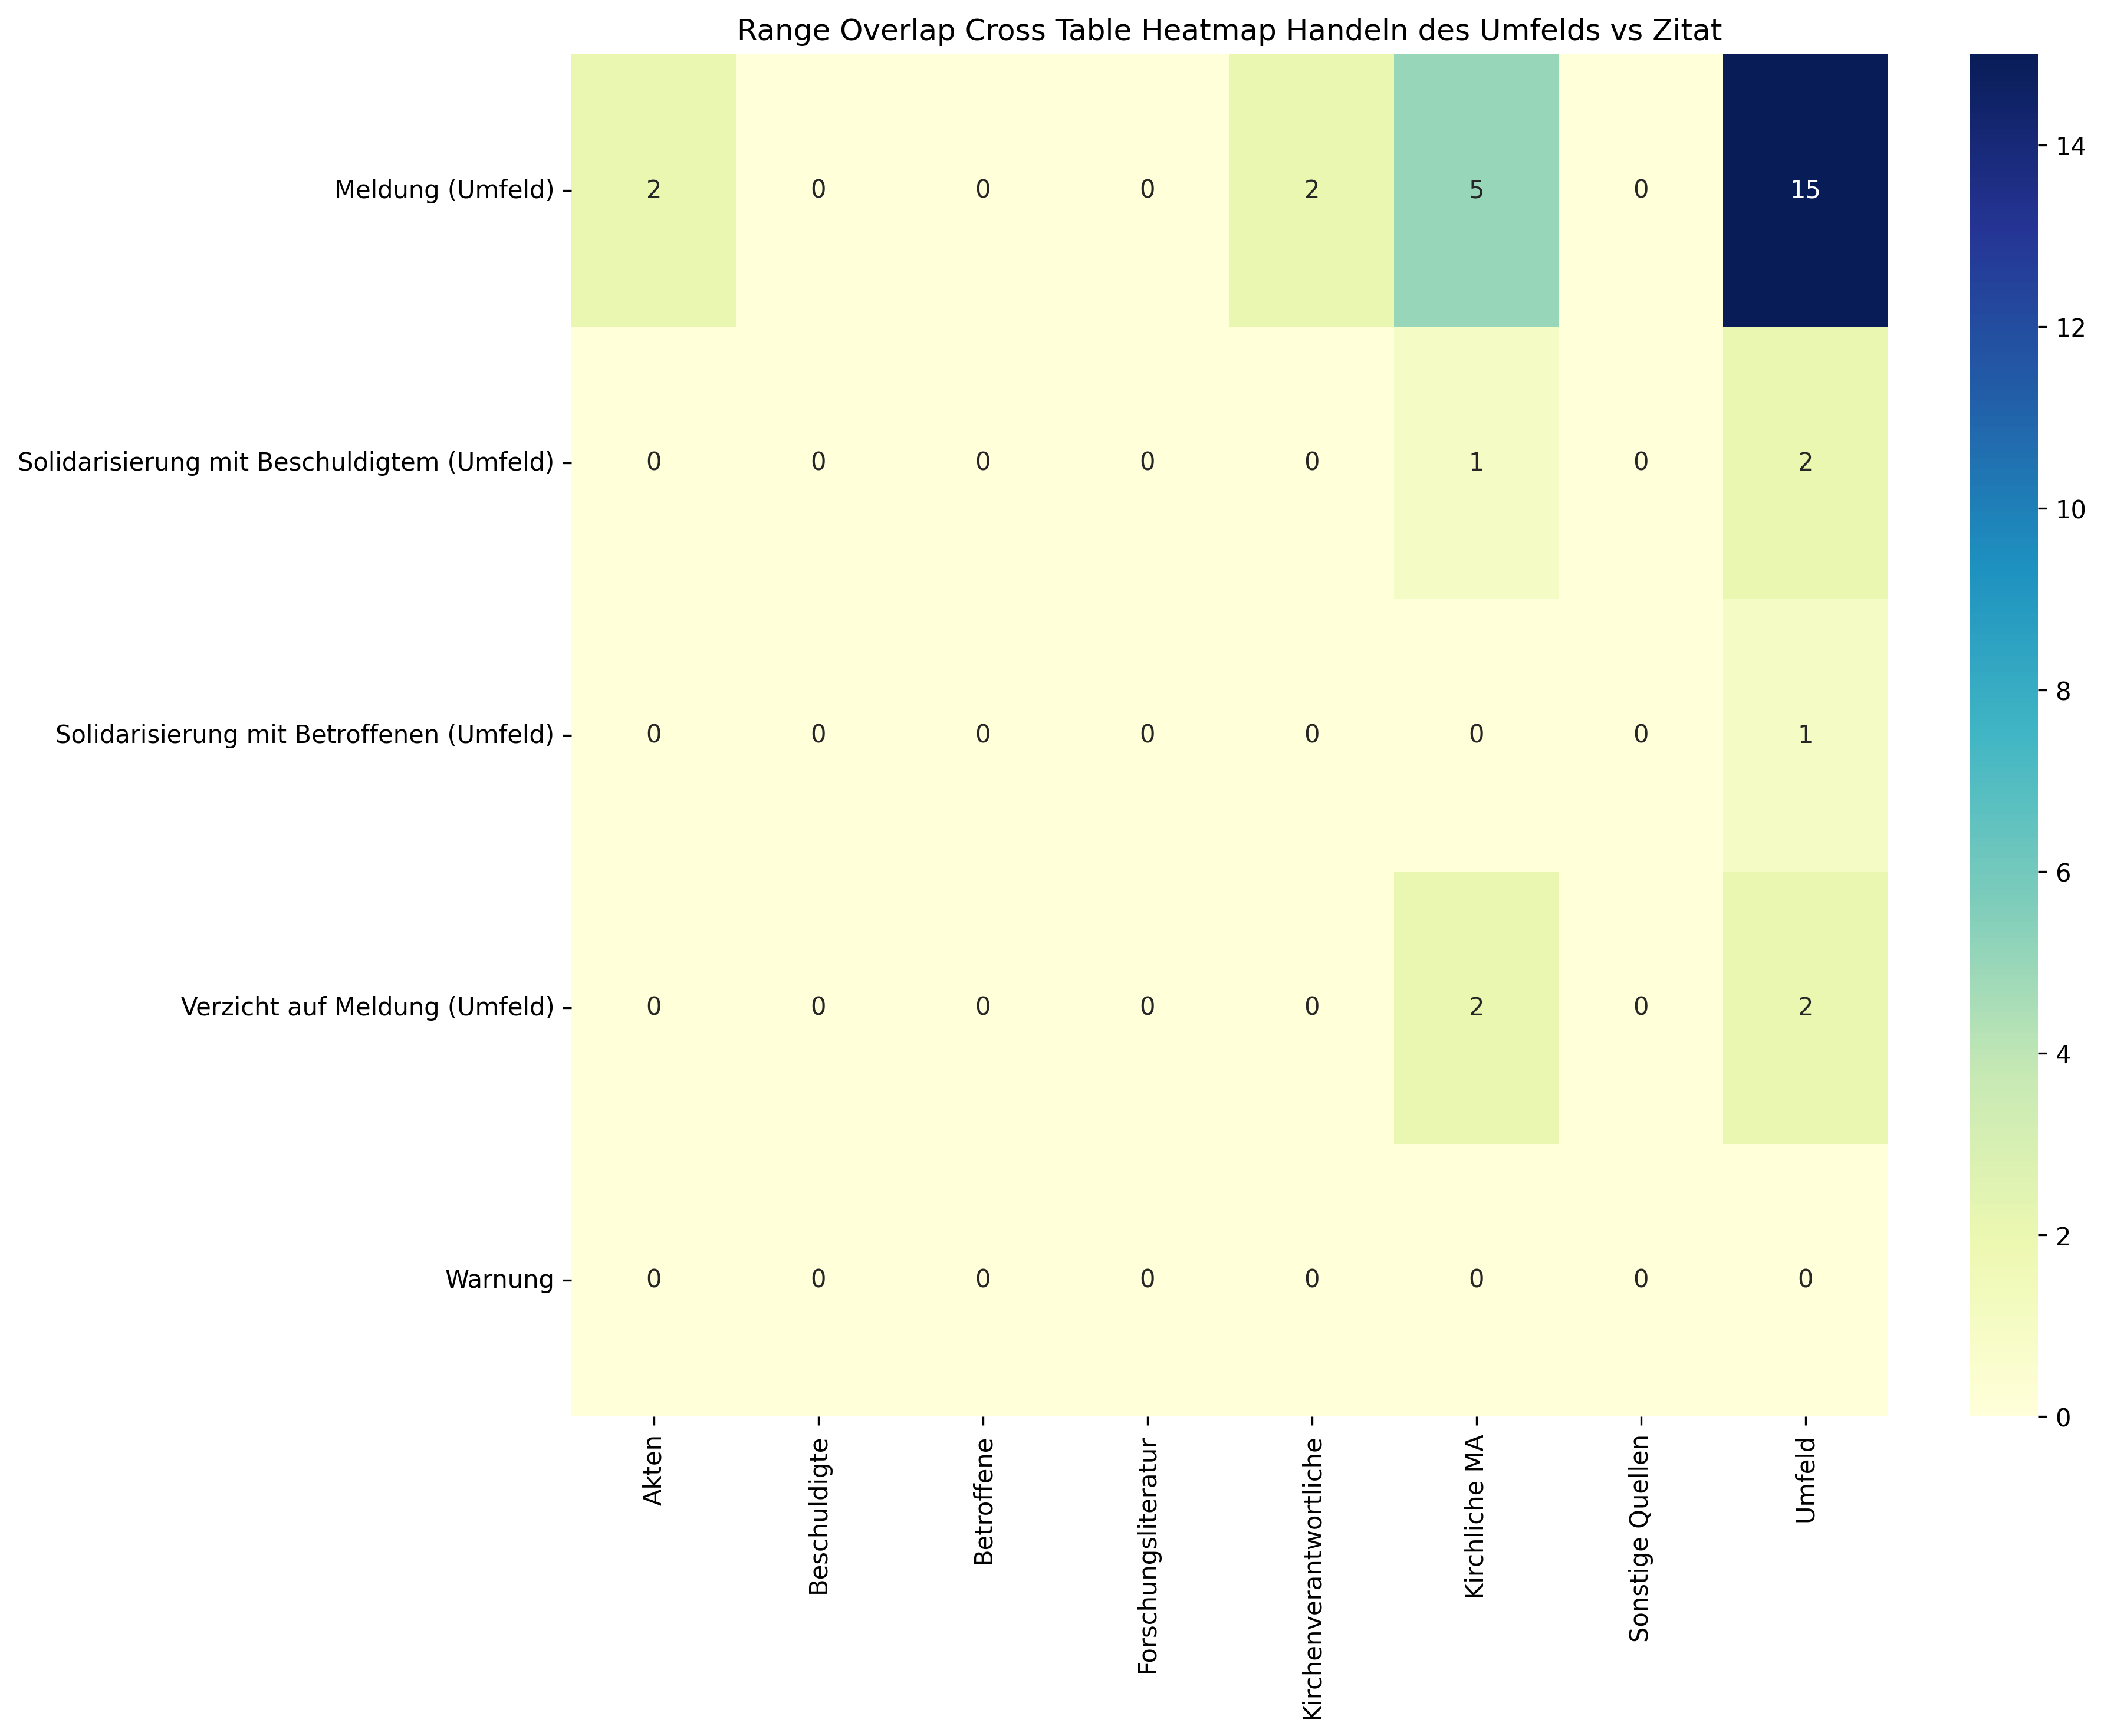 Range Overlap Cross Table Heatmap Handeln des Umfelds vs Zitat
Meldung (Umfeld) 2 0 0 0 2 5 0 15
Solidarisierung mit Beschuldigtem (Umfeld) 0 0 0 0 0 1 0 2
Solidarisierung mit Betroffenen (Umfeld) 0 0 0 0 0 0 0 1
Verzicht auf Meldung (Umfeld) 0 0 0 0 0 2 0 2
Warnung 0 0 0 0 0 0 0 0
Akten
Beschuldigte
Betroffene
Forschungsliteratur
Kirchenverantwortliche
Kirchliche MA
Sonstige Quellen
Umfeld
14
12
10
8
6
4
2
0